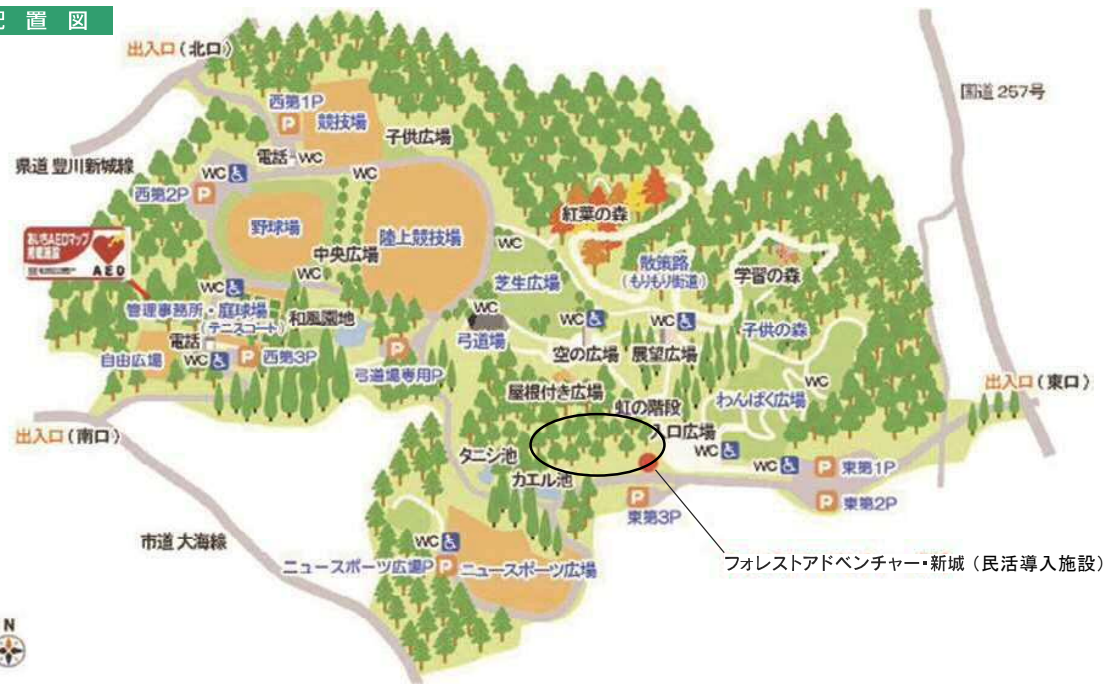 配置図
出入口(北口)
国道257号
西第1P
P
競技場
子供広場
電話
WC
県道 豊川新城線
WC
WC
西第2P
P
紅葉の森
野球場
陸上競技場
中央広場
WC
散策路
(もりもり街道)
学習の森
あいちAEDマップ
AED
WC
芝生広場
WC
管理事務所・庭球場
(テニスコート)
和風園地
WC
弓道場
WC
WC
子供の森
電話
自由広場
WC
P
西第3P
P
弓道場専用P
空の広場
展望広場
屋根付き広場
虹の階段
WC
わんぱく広場
出入口(東口)
出入口(南口)
入口広場
WC
タニシ池
カエル池
WC
P
東第1P
P
東第3P
P
東第2P
市道 大海線
WC
ニュースポーツ広場P
P
ニュースポーツ広場
フォレストアドベンチャー・新城(民活導入施設)
N